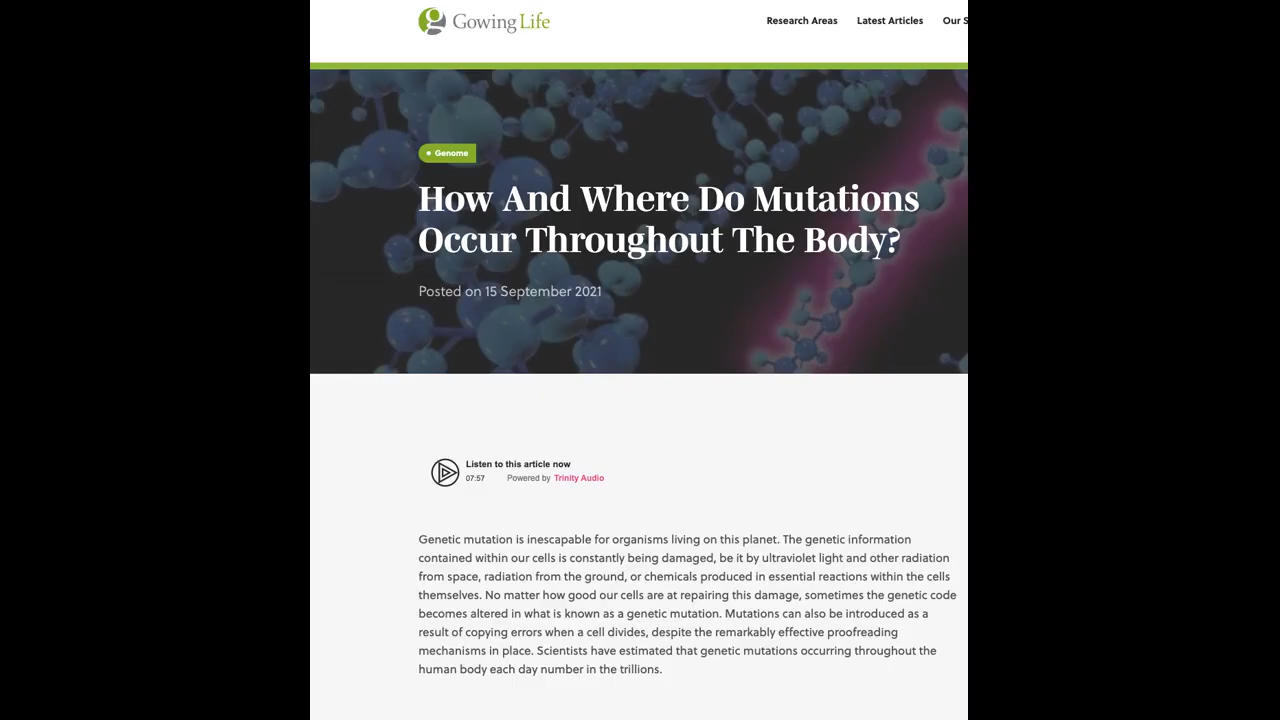 Gowing Life
Research Areas Latest Articles Our S
Genome
How And Where Do Mutations
Occur Throughout The Body?
Posted on 15 September 2021
Listen to this article now
07:57 Powered by Trinity Audio
Genetic mutation is inescapable for organisms living on this planet. The genetic information
contained within our cells is constantly being damaged, be it by ultraviolet light and other radiation
from space, radiation from the ground, or chemicals produced in essential reactions within the cells
themselves. No matter how good our cells are at repairing this damage, sometimes the genetic code
becomes altered in what is known as a genetic mutation. Mutations can also be introduced as a
result of copying errors when a cell divides, despite the remarkably effective proofreading
mechanisms in place. Scientists have estimated that genetic mutations occurring throughout the
human body each day number in the trillions.